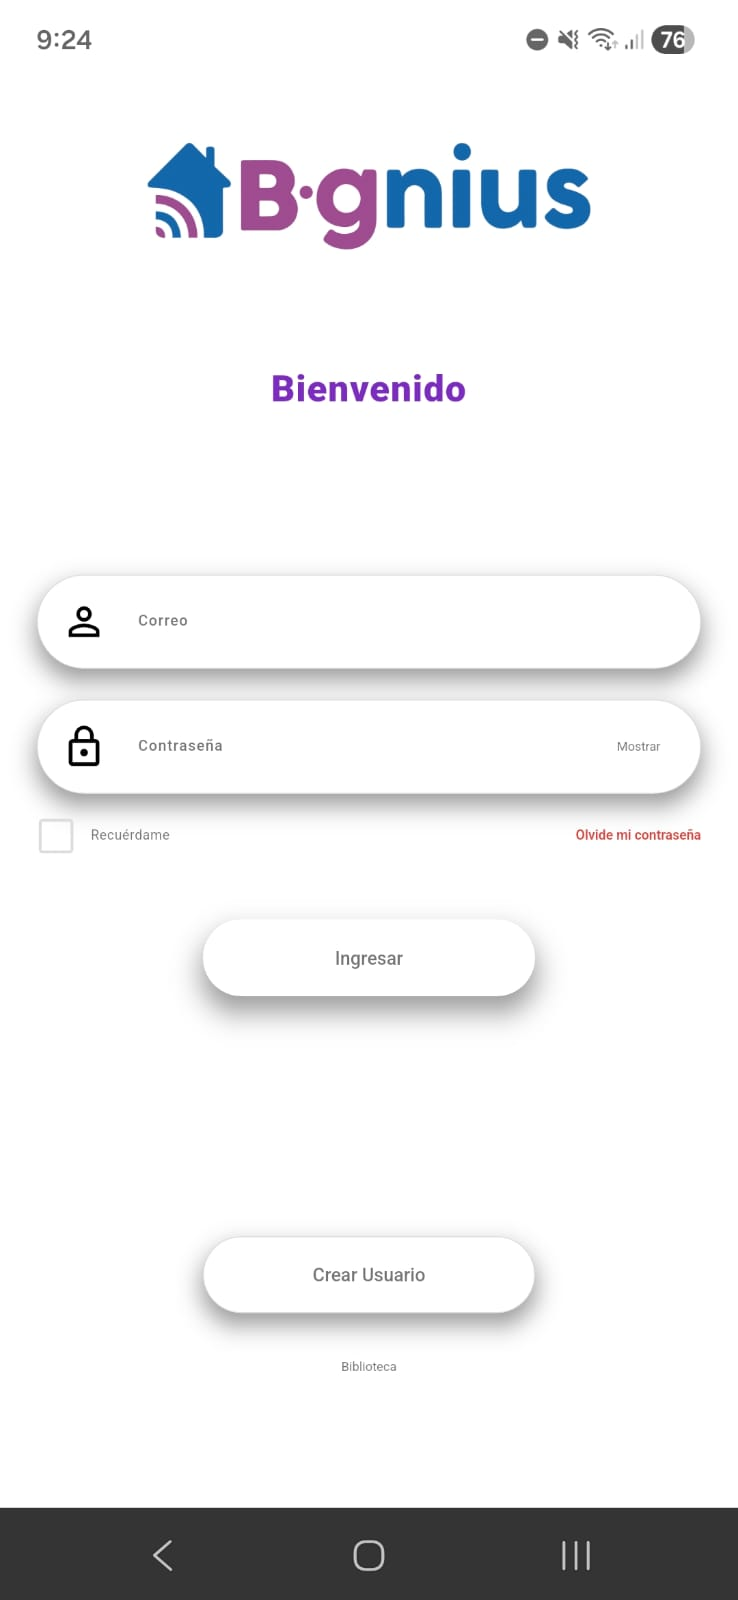 9:24
76
B·gnius
Bienvenido
Correo
Contraseña
Mostrar
Recuérdame
Olvide mi contraseña
Ingresar
Crear Usuario
Biblioteca